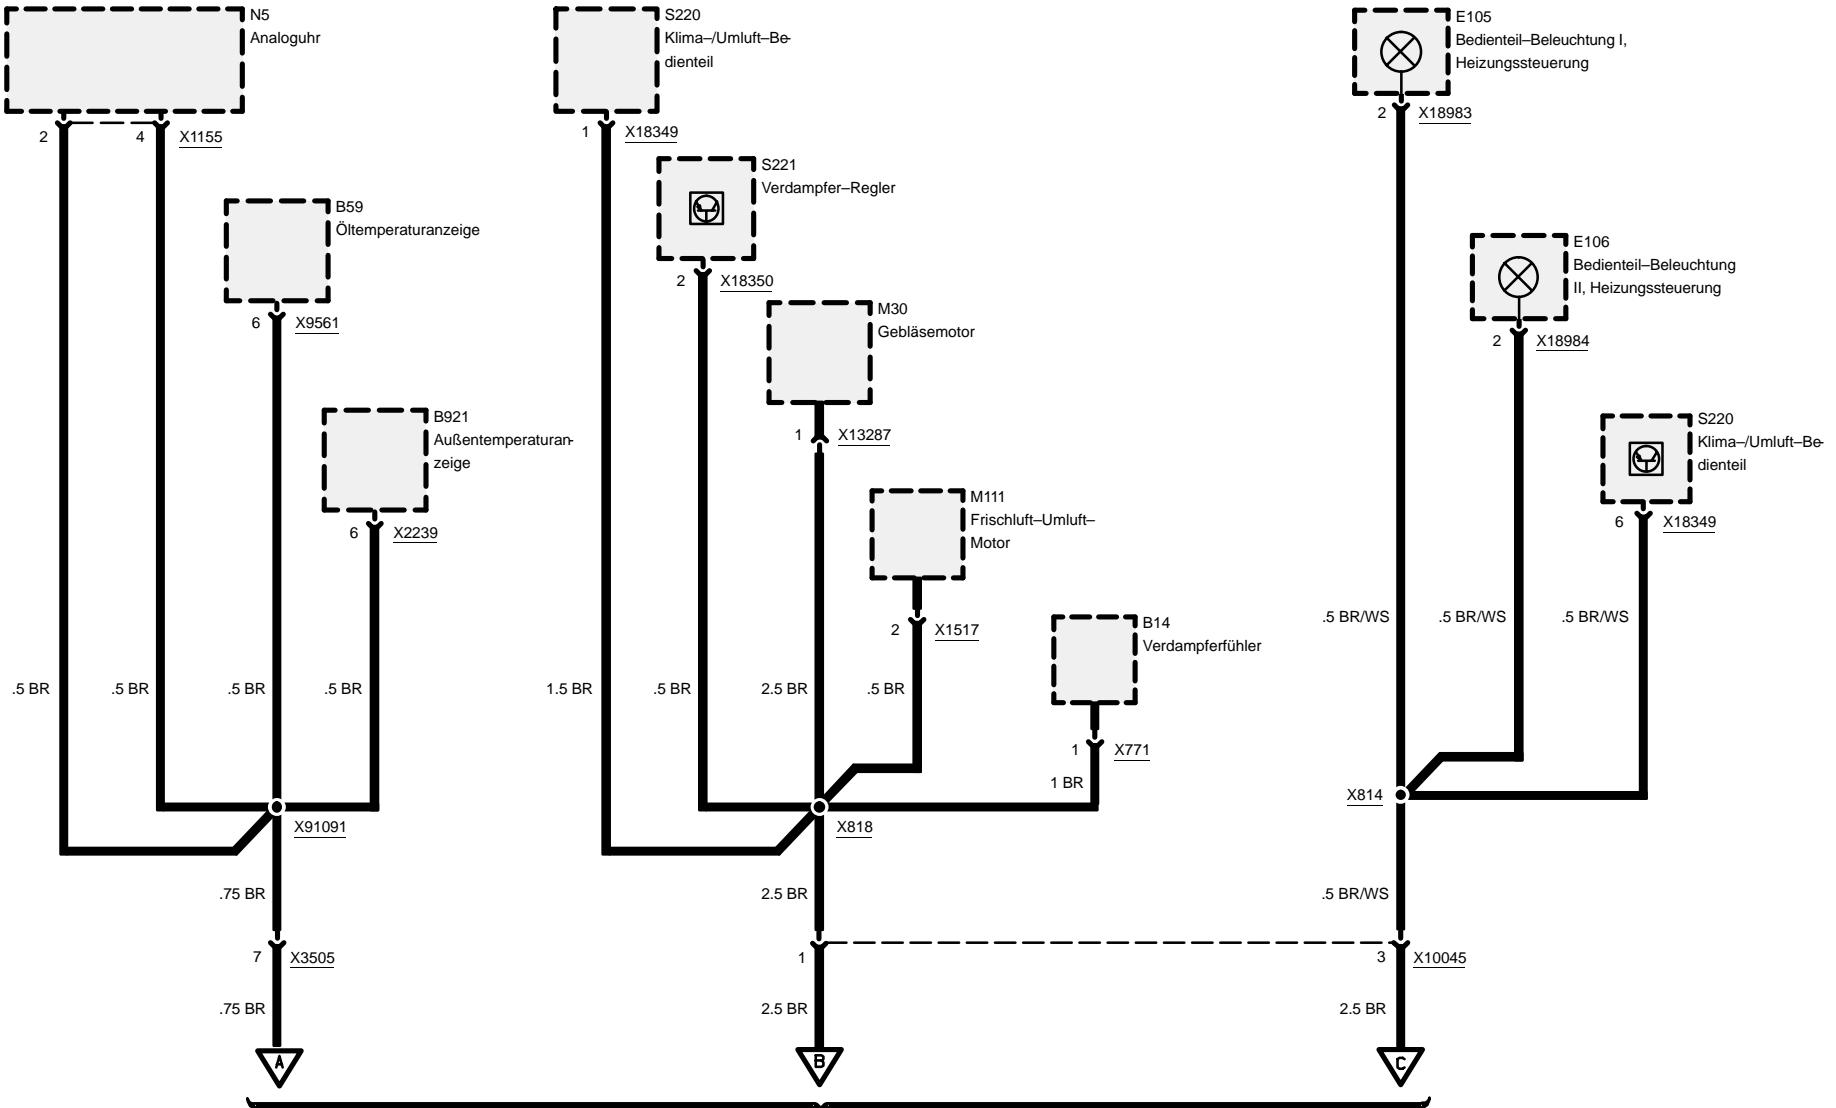 N5
Analoguhr
2
4
X1155
B59
Öltemperaturanzeige
6
X9561
B921
Außentemperaturan-
zeige
6
X2239
.5 BR
.5 BR
.5 BR
.5 BR
X91091
.75 BR
7
X3505
.75 BR
A
S220
Klima–/Umluft–Be-
dienteil
1
X18349
S221
Verdampfer–Regler
2
X18350
M30
Gebläsemotor
1
X13287
M111
Frischluft–Umluft–
Motor
2
X1517
B14
Verdampferfühler
1
X771
1 BR
1.5 BR
.5 BR
2.5 BR
.5 BR
X818
2.5 BR
1
2.5 BR
B
E105
Bedienteil–Beleuchtung I,
Heizungssteuerung
2
X18983
E106
Bedienteil–Beleuchtung
II, Heizungssteuerung
2
X18984
S220
Klima–/Umluft–Be-
dienteil
6
X18349
.5 BR/WS
.5 BR/WS
.5 BR/WS
X814
.5 BR/WS
3
X10045
2.5 BR
C